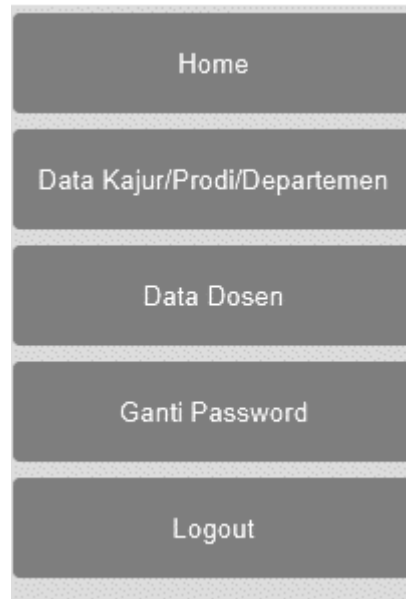 Home
Data Kajur/Prodi/Departemen
Data Dosen
Ganti Password
Logout